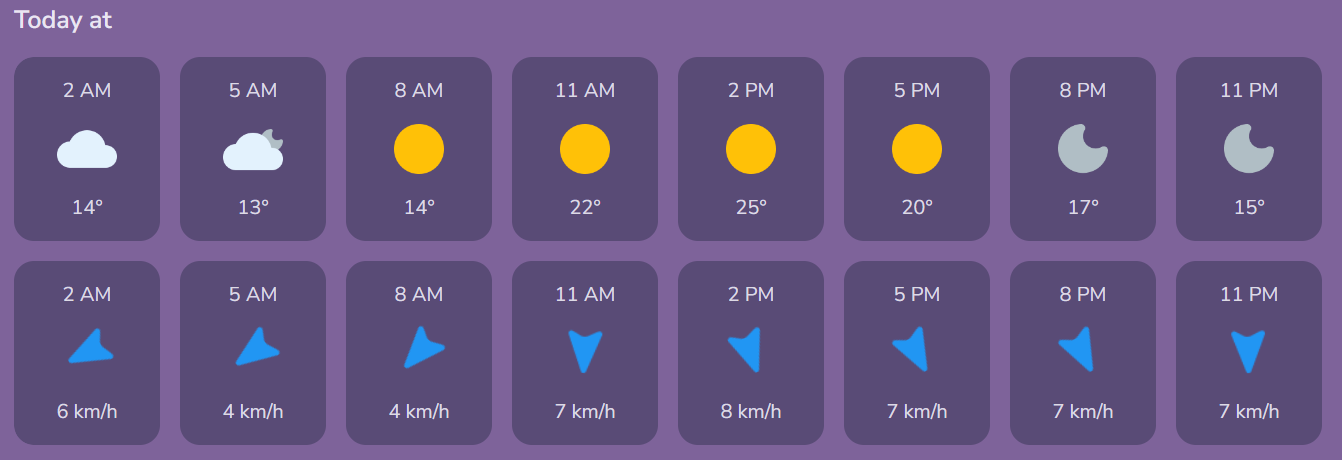 Today at
2 AM 5 AM 8 AM 11 AM 2 PM 5 PM 8 PM 11 PM
14° 13° 14° 22° 25° 20° 17° 15°
2 AM 5 AM 8 AM 11 AM 2 PM 5 PM 8 PM 11 PM
6 km/h 4 km/h 4 km/h 7 km/h 8 km/h 7 km/h 7 km/h 7 km/h